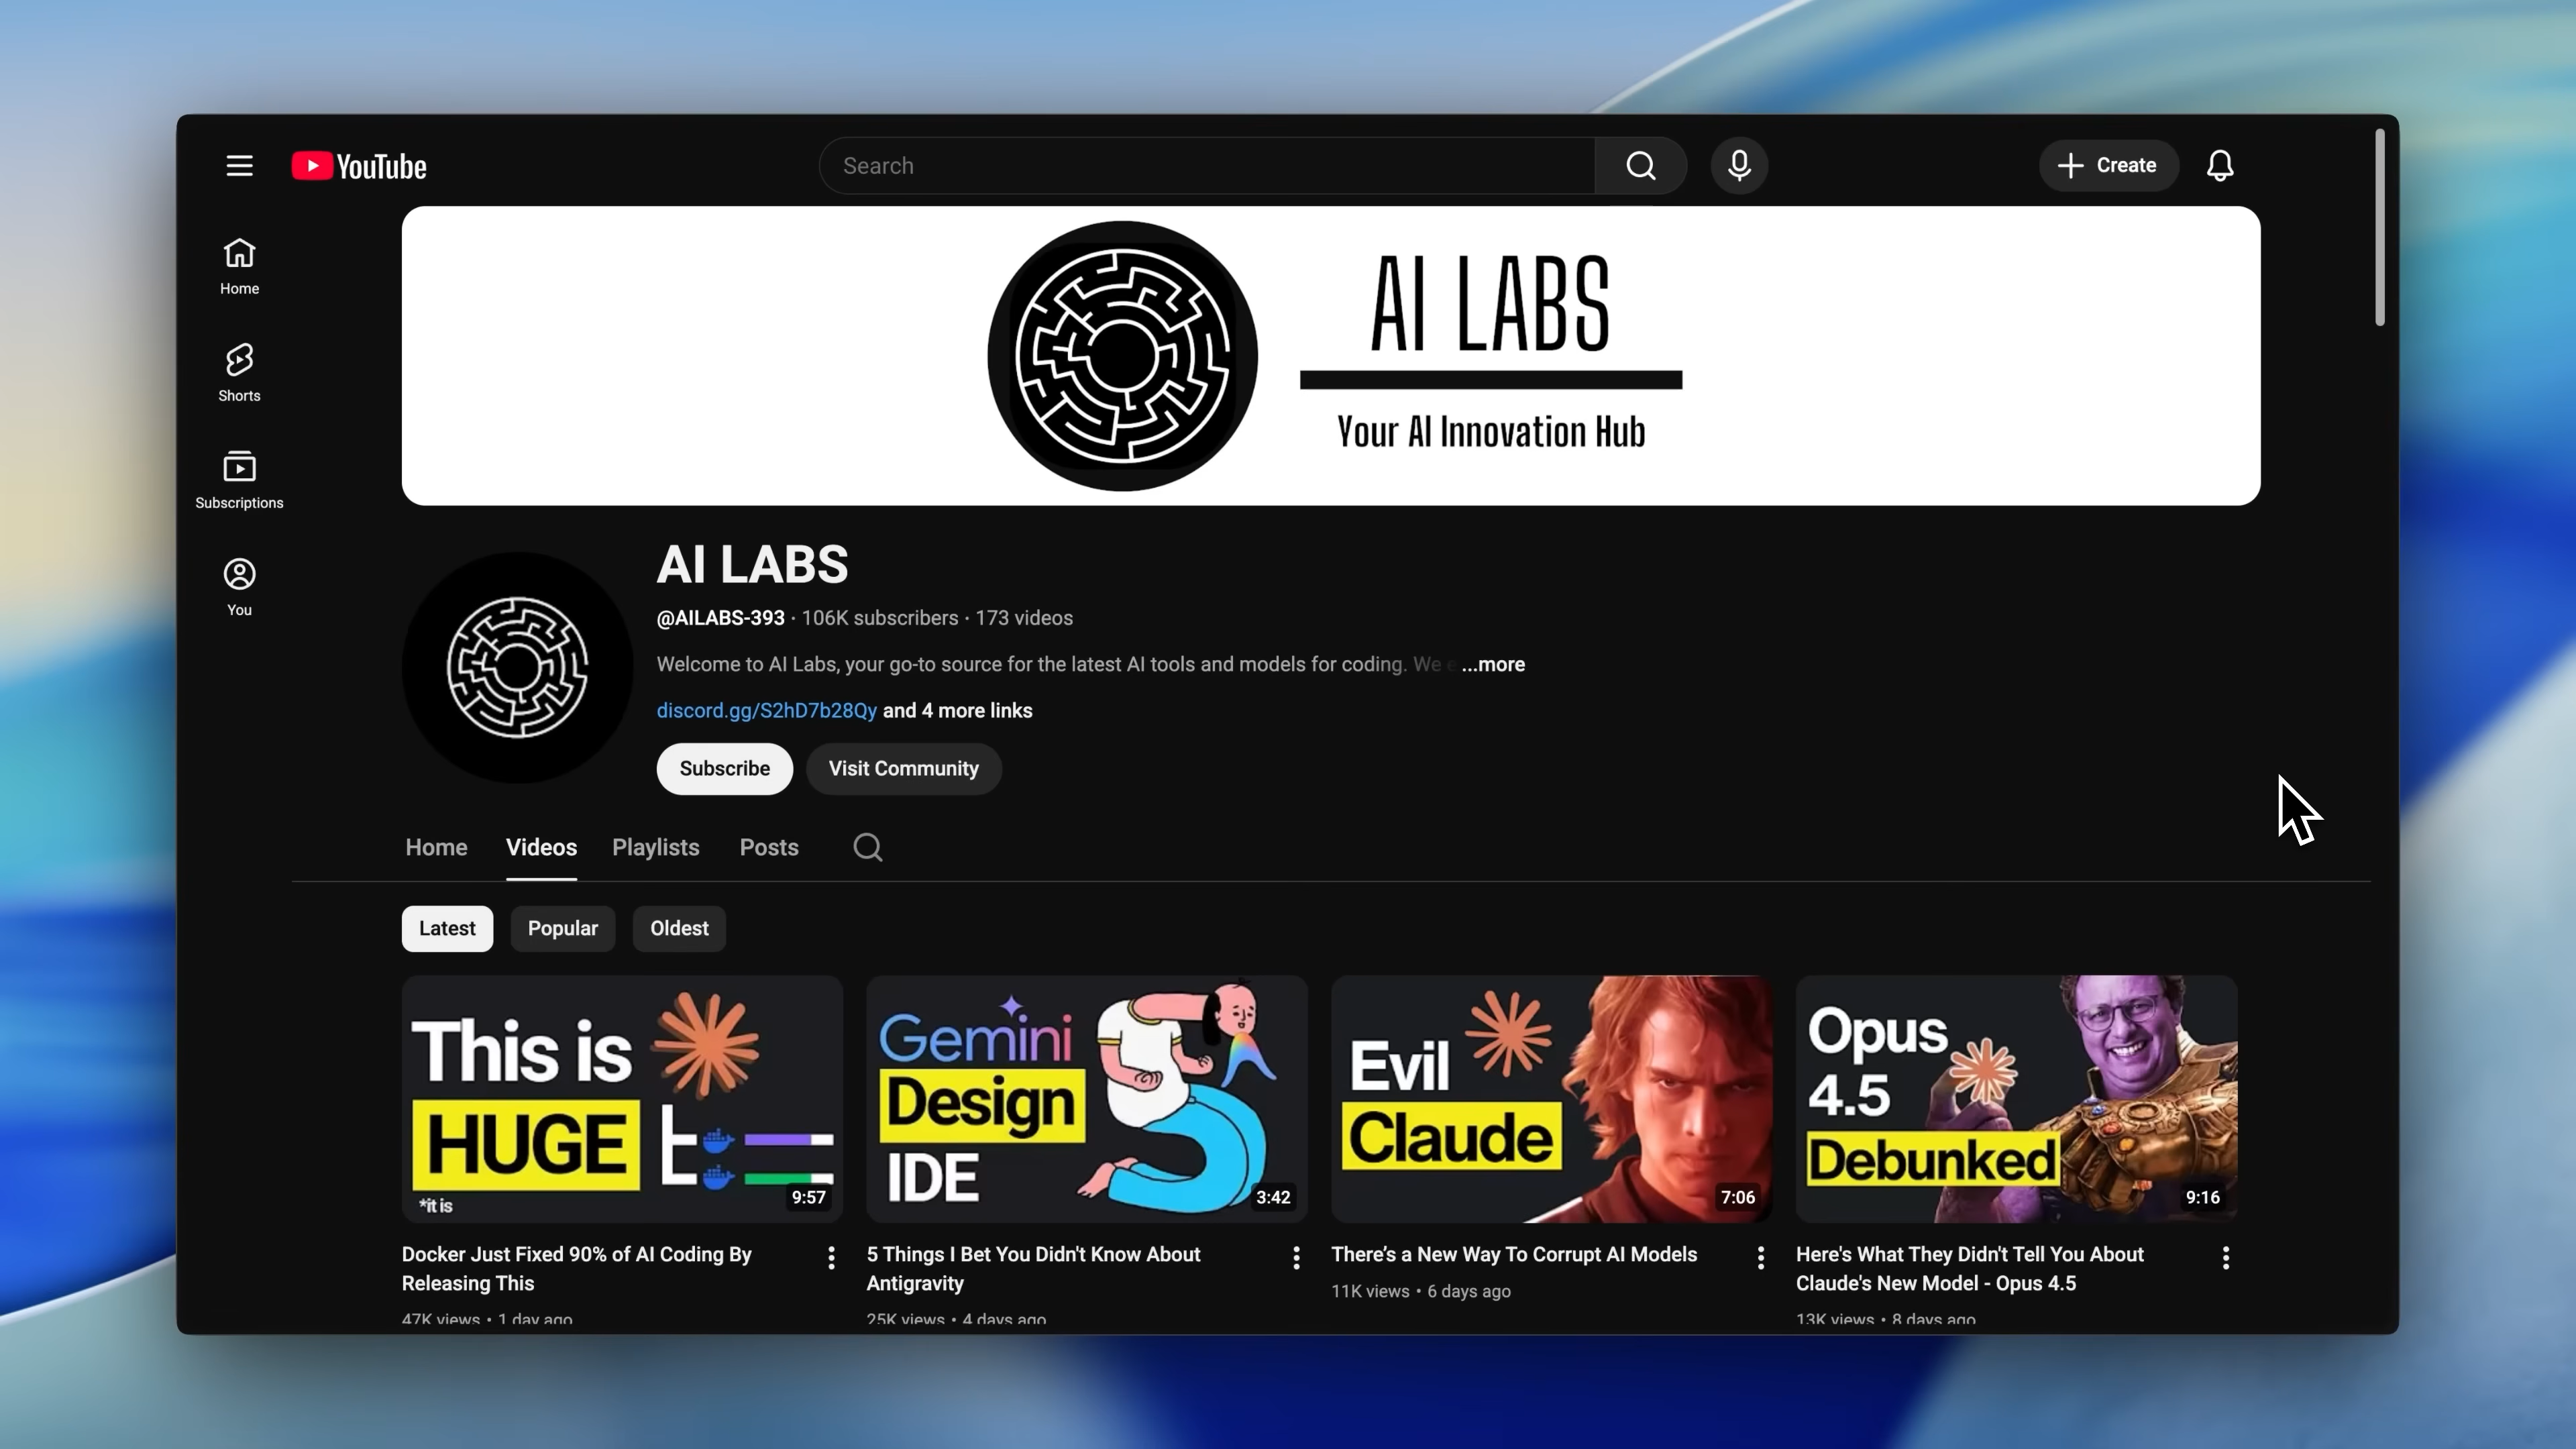 YouTube
Search
Create
Home
Shorts
Subscriptions
You
AI LABS
Your AI Innovation Hub
AI LABS
@AILABS-393 · 106K subscribers · 173 videos
Welcome to AI Labs, your go-to source for the latest AI tools and models for coding. We e ...more
discord.gg/S2hD7b28Qy and 4 more links
Subscribe
Visit Community
Home Videos Playlists Posts
Latest Popular Oldest
This is
HUGE
*it is
9:57
Gemini
Design
IDE
3:42
Evil
Claude
7:06
Opus
4.5
Debunked
9:16
Docker Just Fixed 90% of AI Coding By
Releasing This
47K views • 1 day ago
5 Things I Bet You Didn't Know About
Antigravity
25K views • 4 days ago
There's a New Way To Corrupt AI Models
11K views • 6 days ago
Here's What They Didn't Tell You About
Claude's New Model - Opus 4.5
13K views • 8 days ago